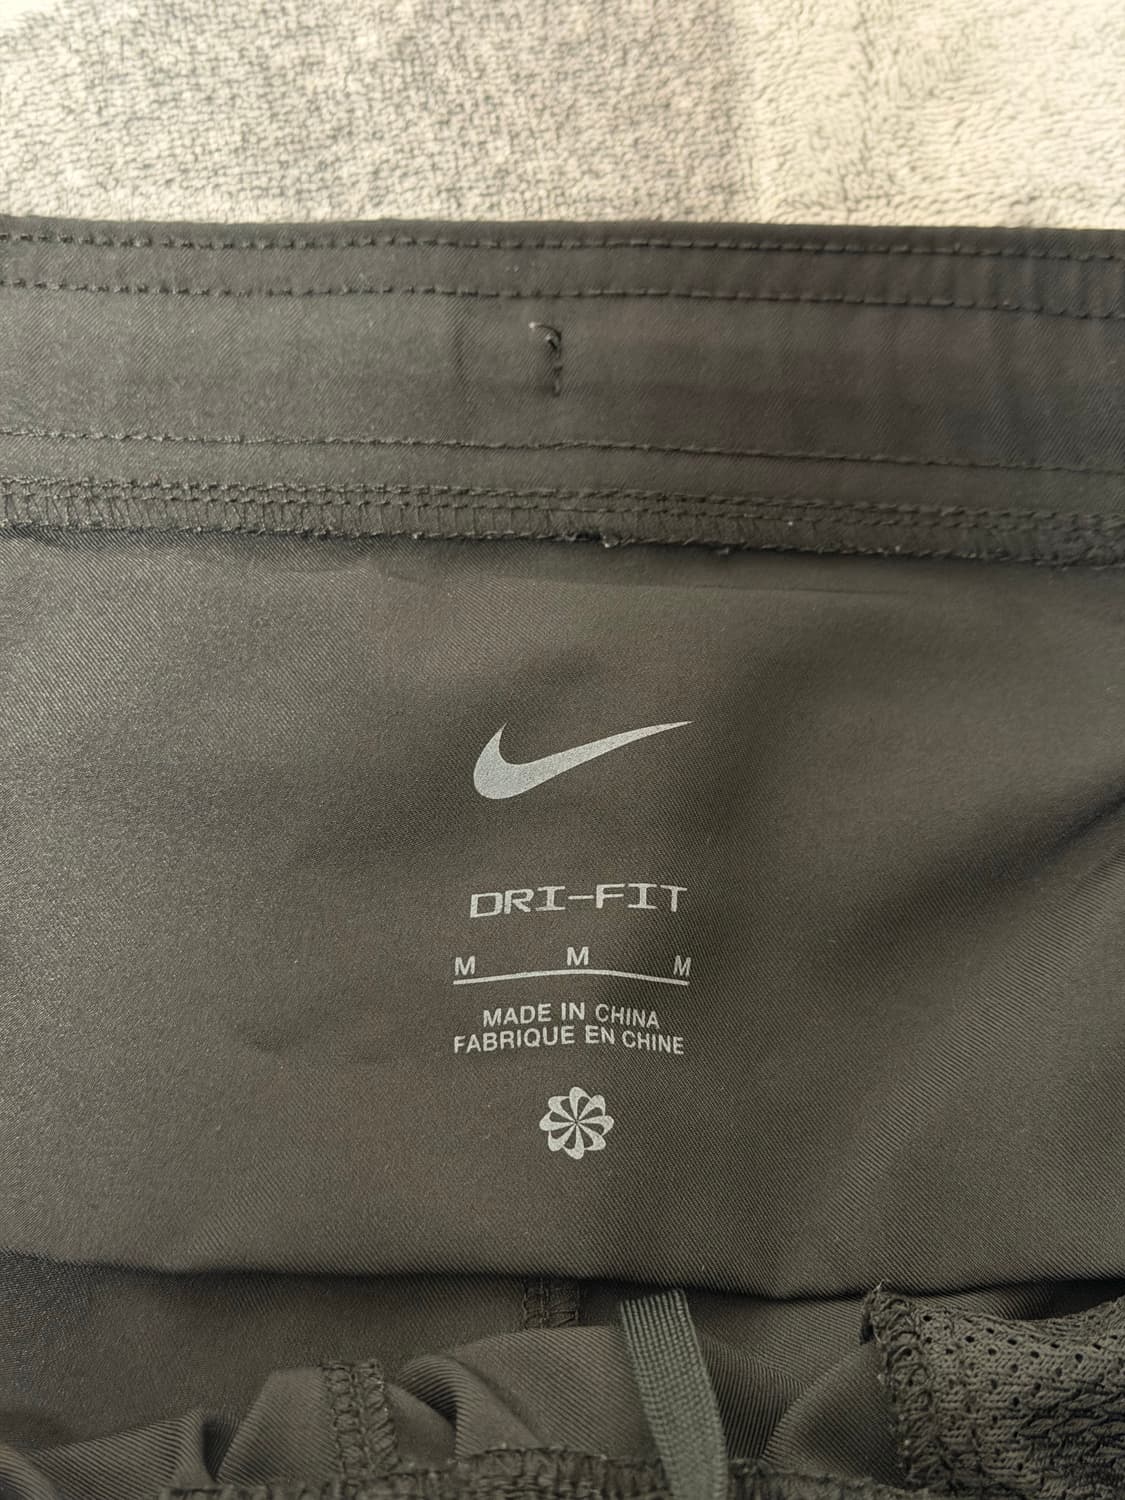 DRI-FIT
M M M
MADE IN CHINA
FABRIQUE EN CHINE